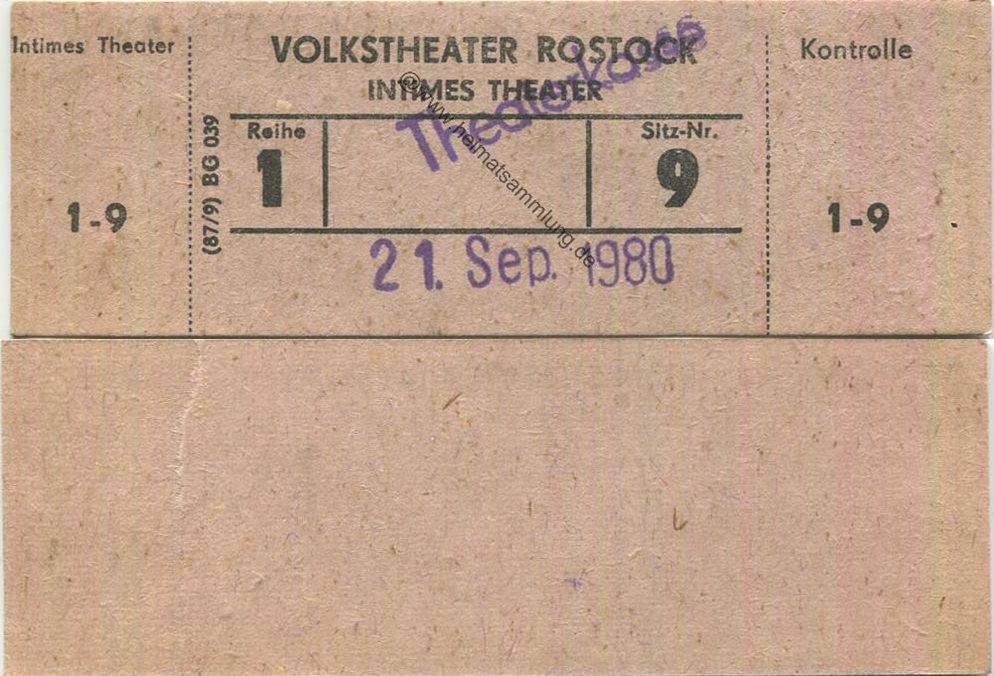 Intimes Theater
1-9
(87/9) BG 039
VOLKSTHEATER ROSTOCK
INTIMES THEATER
Theaterkasse
Reihe
1
Sitz-Nr.
9
21. Sep. 1980
Kontrolle
1-9
©www.heimatsammlung.de